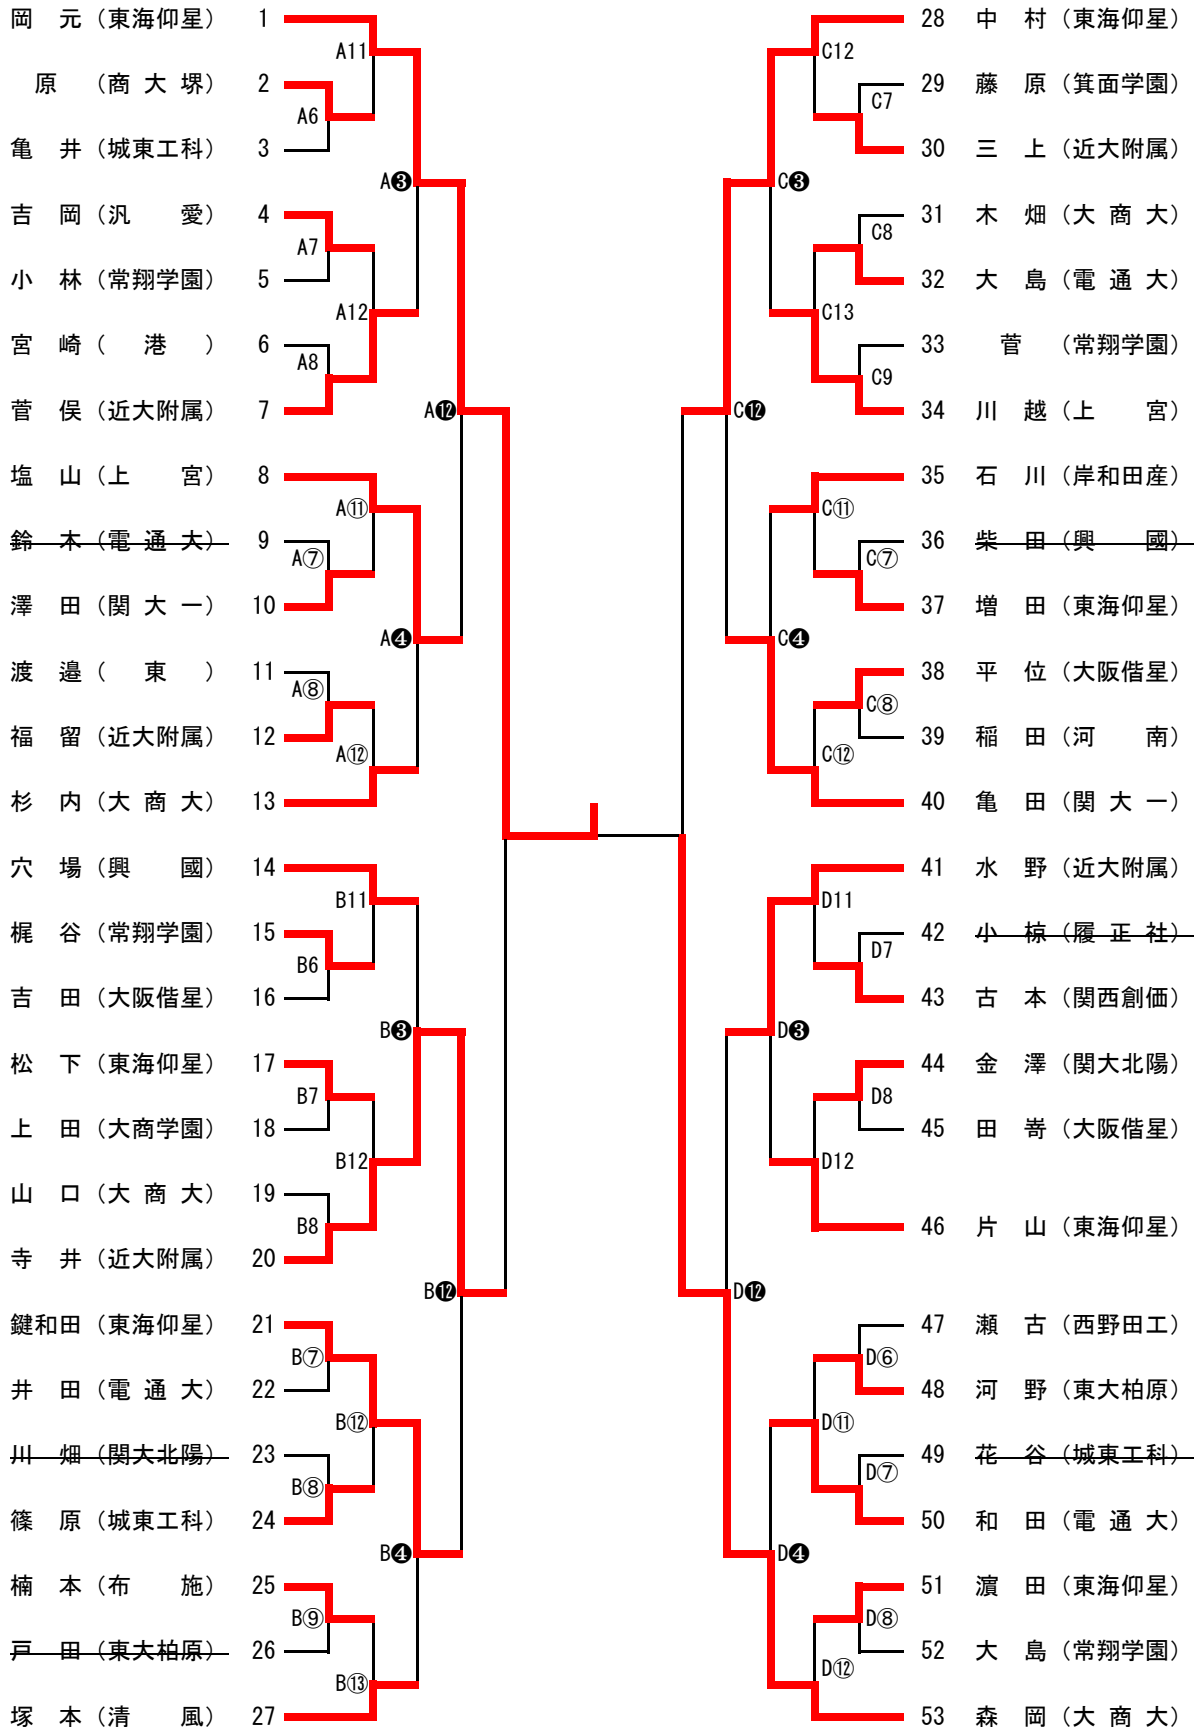 岡 元 (東海仰星) 1
A11
原 (商 大 堺) 2
A6
亀 井 (城東工科) 3
A❸
吉 岡 (汎 愛) 4
A7
小 林 (常翔学園) 5
A12
宮 崎 ( 港 ) 6
A8
菅 俣 (近大附属) 7
A⓬
塩 山 (上 宮) 8
A⑪
鈴 木 (電 通 大) 9
A⑦
澤 田 (関 大 一) 10
A❹
渡 邉 ( 東 ) 11
A⑧
福 留 (近大附属) 12
A⑫
杉 内 (大 商 大) 13
穴 場 (興 國) 14
B11
梶 谷 (常翔学園) 15
B6
吉 田 (大阪偕星) 16
B❸
松 下 (東海仰星) 17
B7
上 田 (大商学園) 18
B12
山 口 (大 商 大) 19
B8
寺 井 (近大附属) 20
B⓬
鍵和田 (東海仰星) 21
B⑦
井 田 (電 通 大) 22
B⑫
川 畑 (関大北陽) 23
B⑧
篠 原 (城東工科) 24
B❹
楠 本 (布 施) 25
B⑨
戸 田 (東大柏原) 26
B⑬
塚 本 (清 風) 27
28 中 村 (東海仰星)
C12
29 藤 原 (箕面学園)
C7
30 三 上 (近大附属)
C❸
31 木 畑 (大 商 大)
C8
32 大 島 (電 通 大)
C13
33 菅 (常翔学園)
C9
34 川 越 (上 宮)
C⓬
35 石 川 (岸和田産)
C⑪
36 柴 田 (興 國)
C⑦
37 増 田 (東海仰星)
C❹
38 平 位 (大阪偕星)
C⑧
39 稲 田 (河 南)
C⑫
40 亀 田 (関 大 一)
41 水 野 (近大附属)
D11
42 小 椋 (履 正 社)
D7
43 古 本 (関西創価)
D❸
44 金 澤 (関大北陽)
D8
45 田 嵜 (大阪偕星)
D12
46 片 山 (東海仰星)
D⓬
47 瀬 古 (西野田工)
D⑥
48 河 野 (東大柏原)
D⑪
49 花 谷 (城東工科)
D⑦
50 和 田 (電 通 大)
D❹
51 濵 田 (東海仰星)
D⑧
52 大 島 (常翔学園)
D⑫
53 森 岡 (大 商 大)